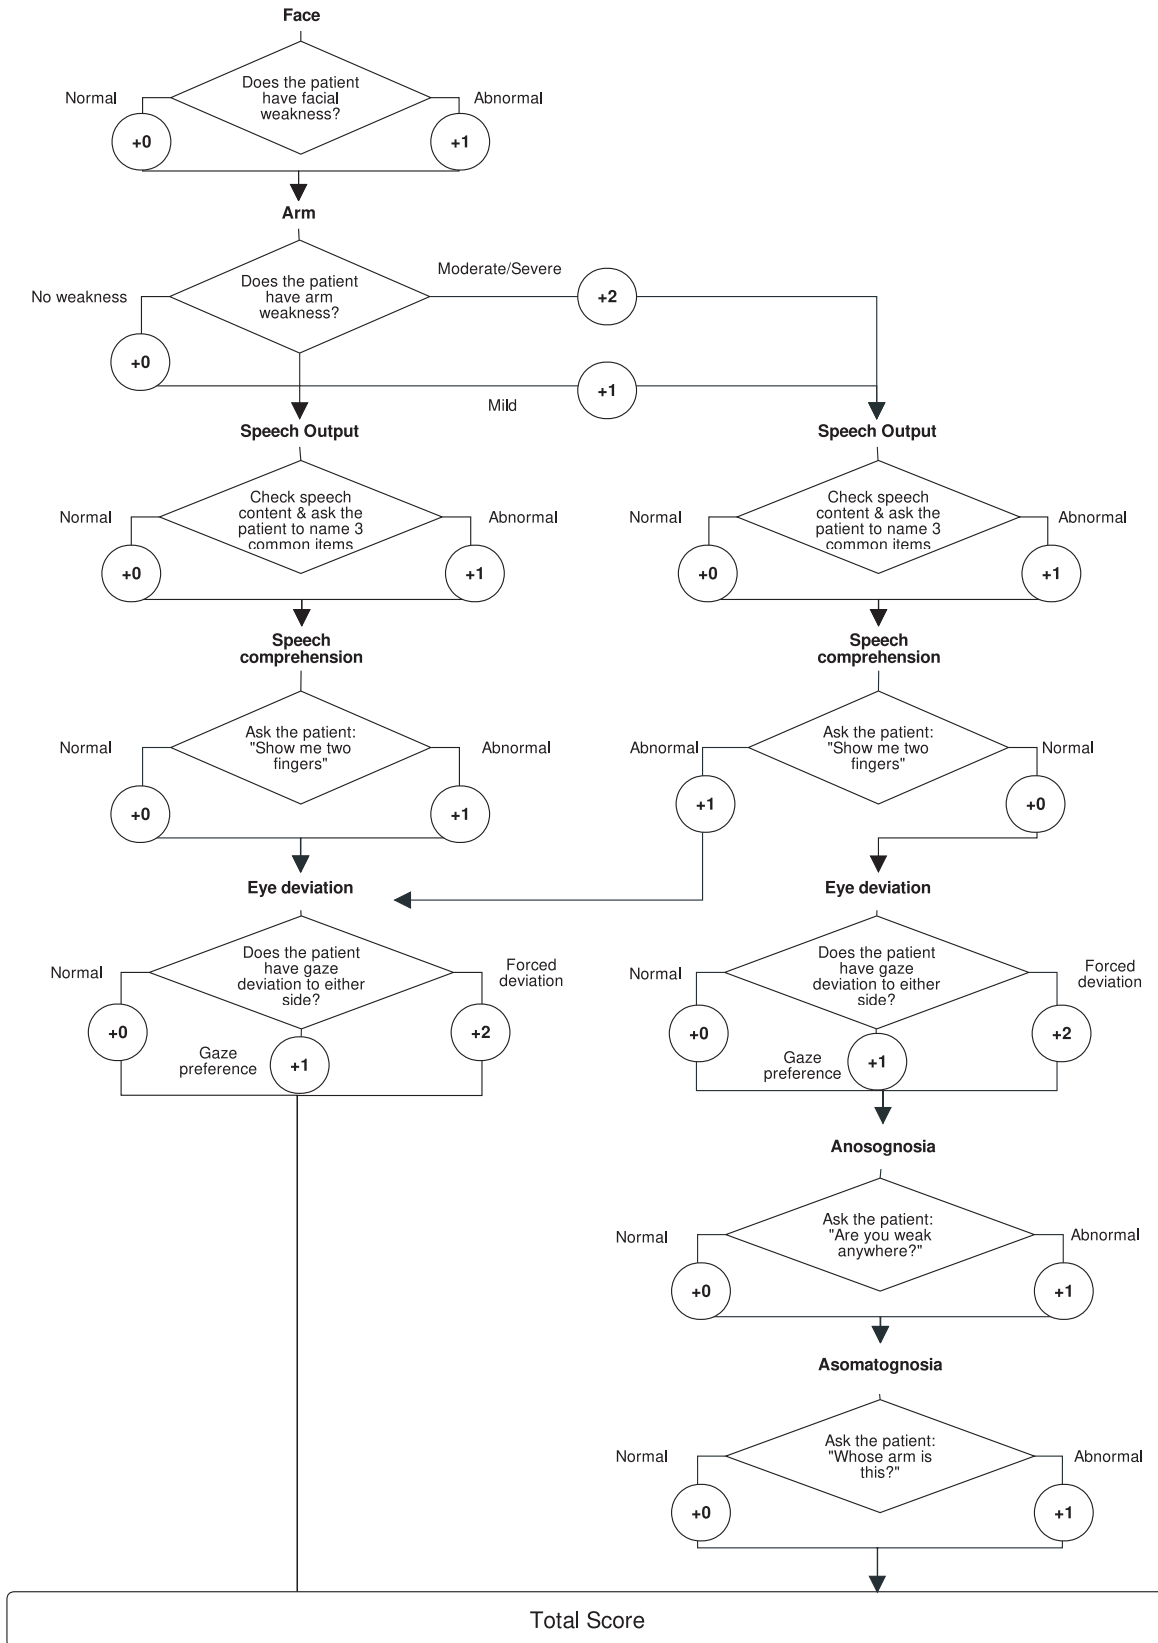 Face
Does the patient
have facial
weakness?
Normal
Abnormal
+0
+1
Arm
Does the patient
have arm
weakness?
No weakness
Moderate/Severe
+2
+0
+1
Mild
Speech Output
Check speech
content & ask the
patient to name 3
common items
Normal
Abnormal
+0
+1
Speech Output
Check speech
content & ask the
patient to name 3
common items
Normal
Abnormal
+0
+1
Speech
comprehension
Ask the patient:
"Show me two
fingers"
Normal
Abnormal
+0
+1
Speech
comprehension
Ask the patient:
"Show me two
fingers"
Abnormal
Normal
+1
+0
Eye deviation
Does the patient
have gaze
deviation to either
side?
Normal
Forced
deviation
+0
+2
Gaze
preference
+1
Eye deviation
Does the patient
have gaze
deviation to either
side?
Normal
Forced
deviation
+0
+2
Gaze
preference
+1
Anosognosia
Ask the patient:
"Are you weak
anywhere?"
Normal
Abnormal
+0
+1
Asomatognosia
Ask the patient:
"Whose arm is
this?"
Normal
Abnormal
+0
+1
Total Score